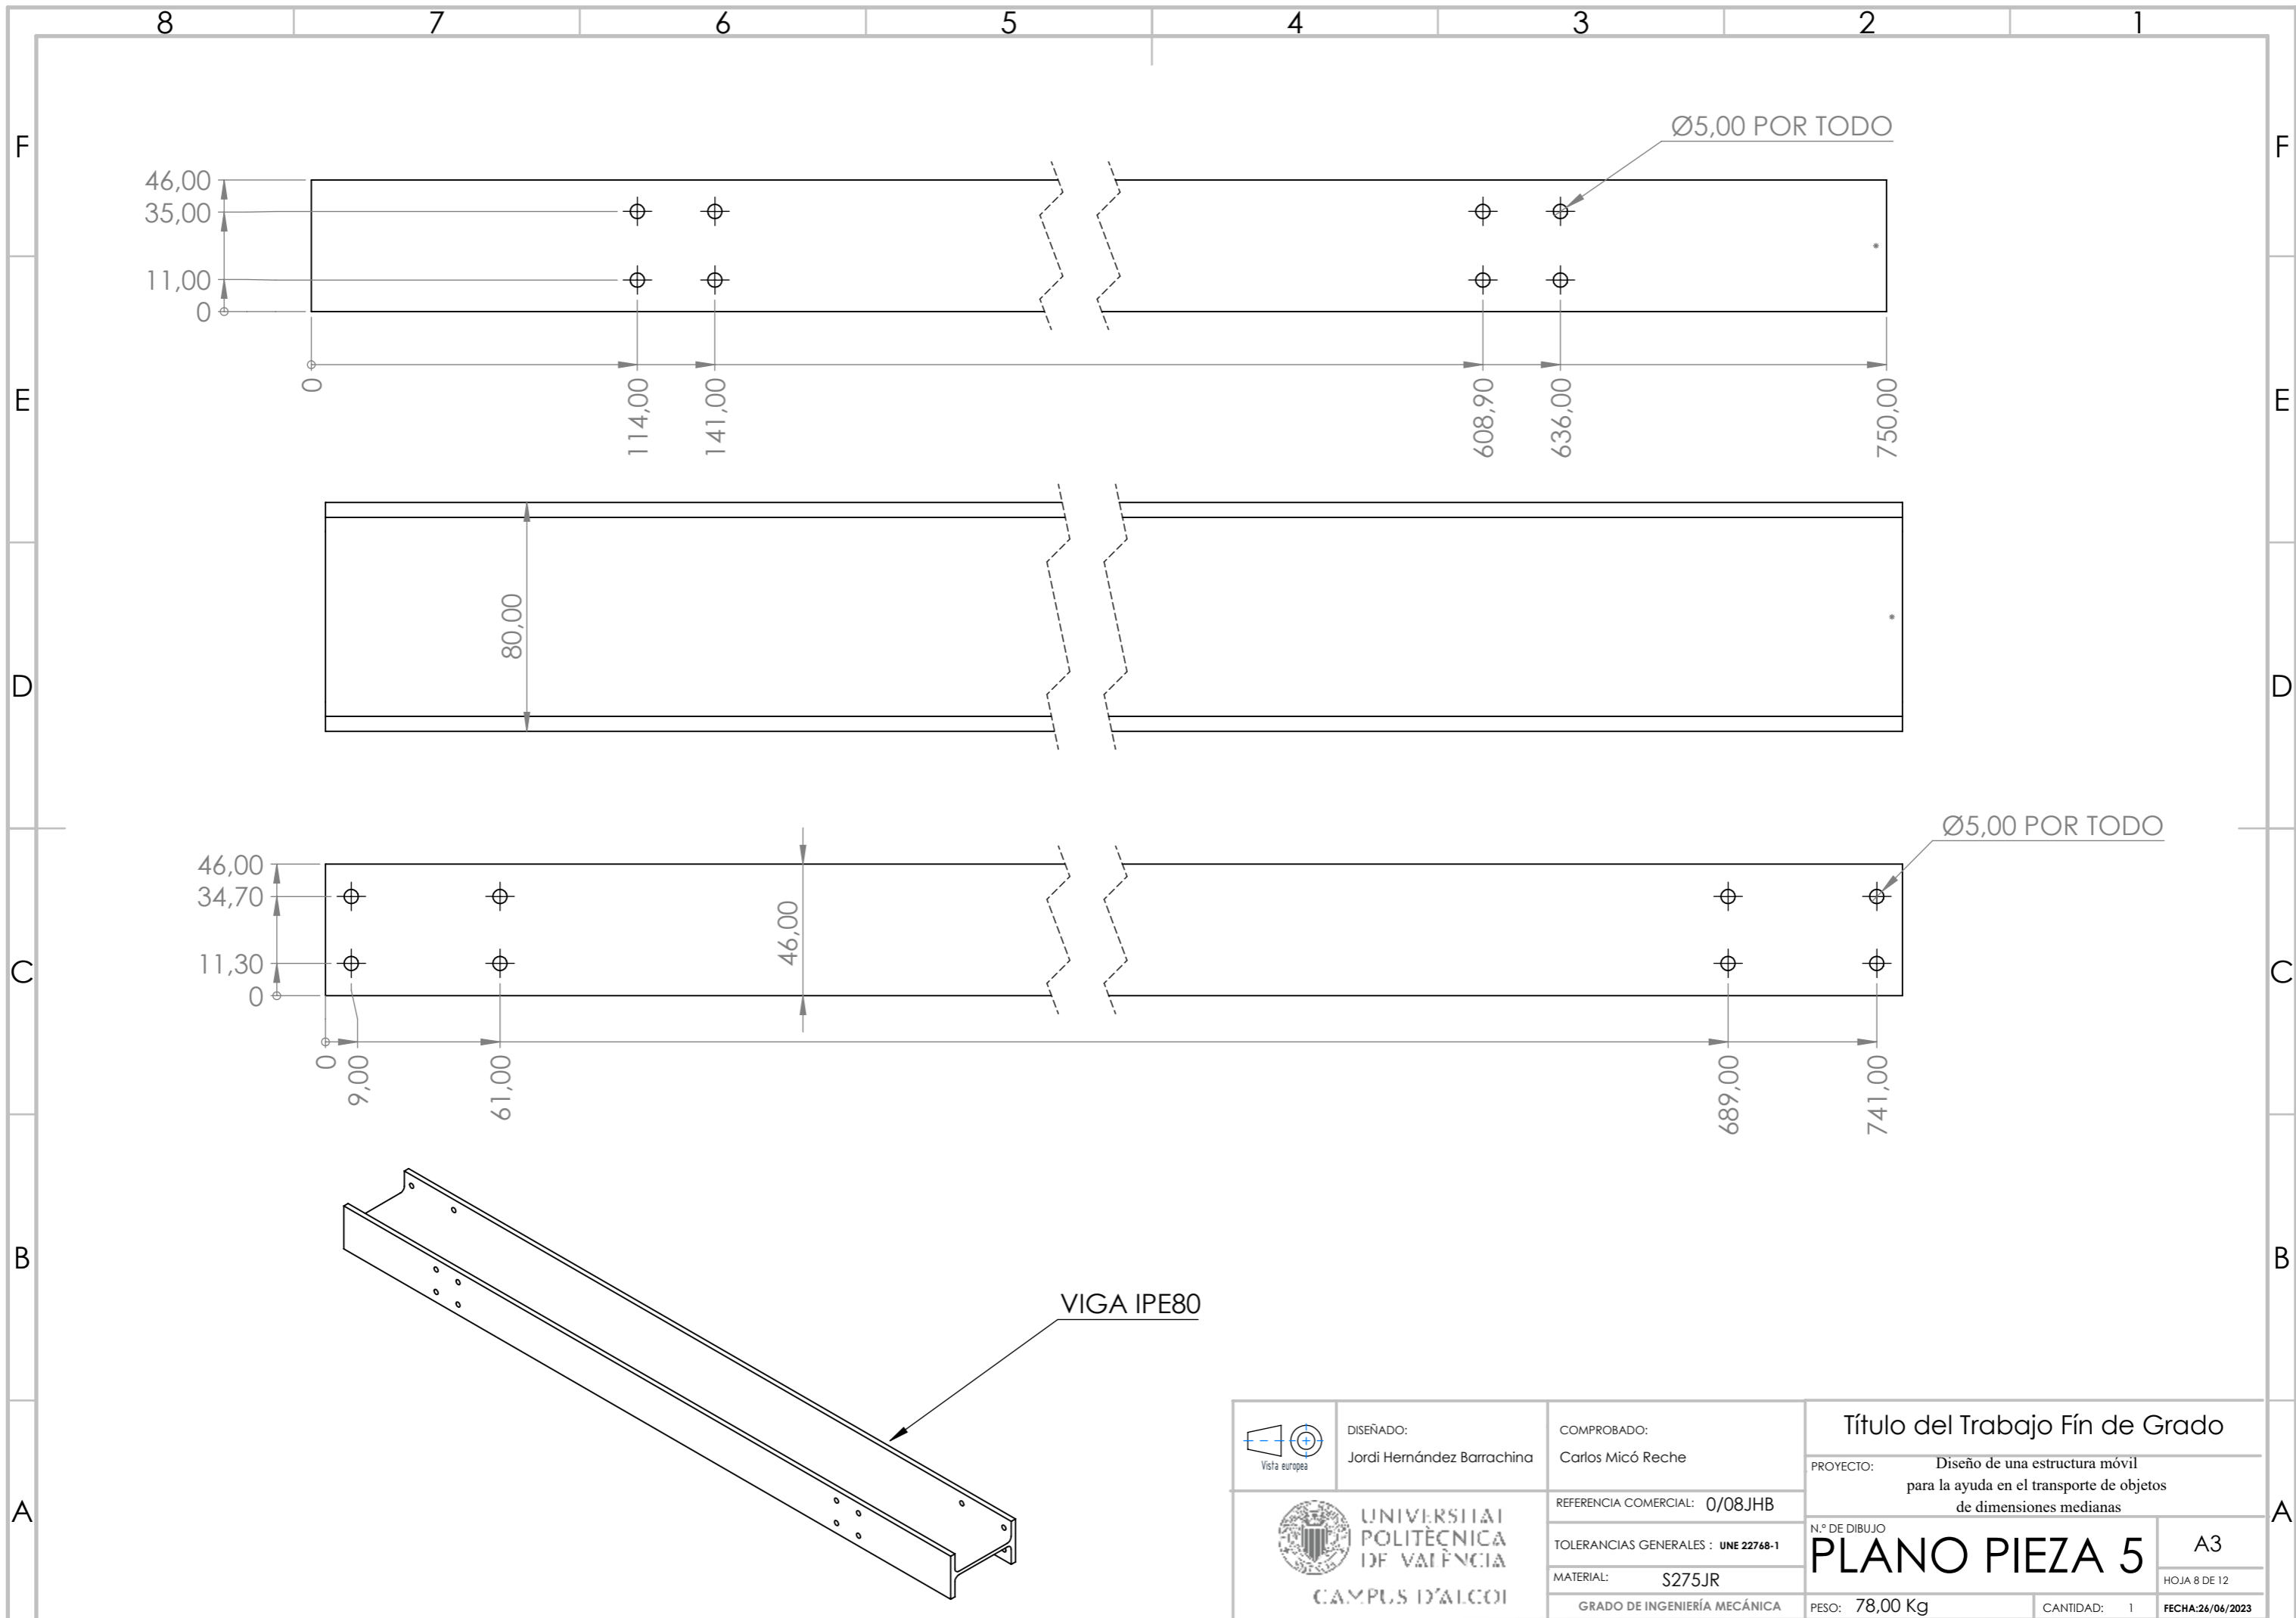 8 7 6 5 4 3 2 1
F F
Ø5,00 POR TODO
46,00
35,00
11,00
0
0 114,00 141,00 608,90 636,00 750,00
E E
80,00
D D
Ø5,00 POR TODO
46,00
34,70
11,30
0
46,00
C C
0 9,00 61,00 689,00 741,00
B B
VIGA IPE80
A A
Vista europea
DISEÑADO:
Jordi Hernández Barrachina
COMPROBADO:
Carlos Micó Reche
Título del Trabajo Fín de Grado
PROYECTO: Diseño de una estructura móvil
para la ayuda en el transporte de objetos
de dimensiones medianas
UNIVERSITAT
POLITÈCNICA
DE VALÈNCIA
CAMPUS D'ALCOI
REFERENCIA COMERCIAL: 0/08JHB
TOLERANCIAS GENERALES : UNE 22768-1
MATERIAL: S275JR
GRADO DE INGENIERÍA MECÁNICA
N.º DE DIBUJO
PLANO PIEZA 5
A3
HOJA 8 DE 12
PESO: 78,00 Kg
CANTIDAD: 1
FECHA:26/06/2023